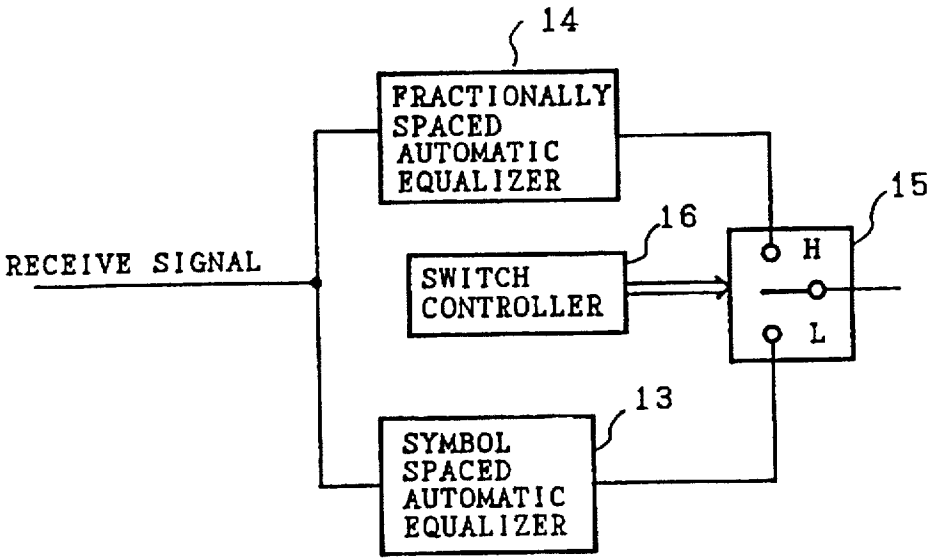 14
FRACTIONALLY
SPACED
AUTOMATIC
EQUALIZER
15
16
H
RECEIVE SIGNAL
SWITCH
CONTROLLER
L
13
SYMBOL
SPACED
AUTOMATIC
EQUALIZER